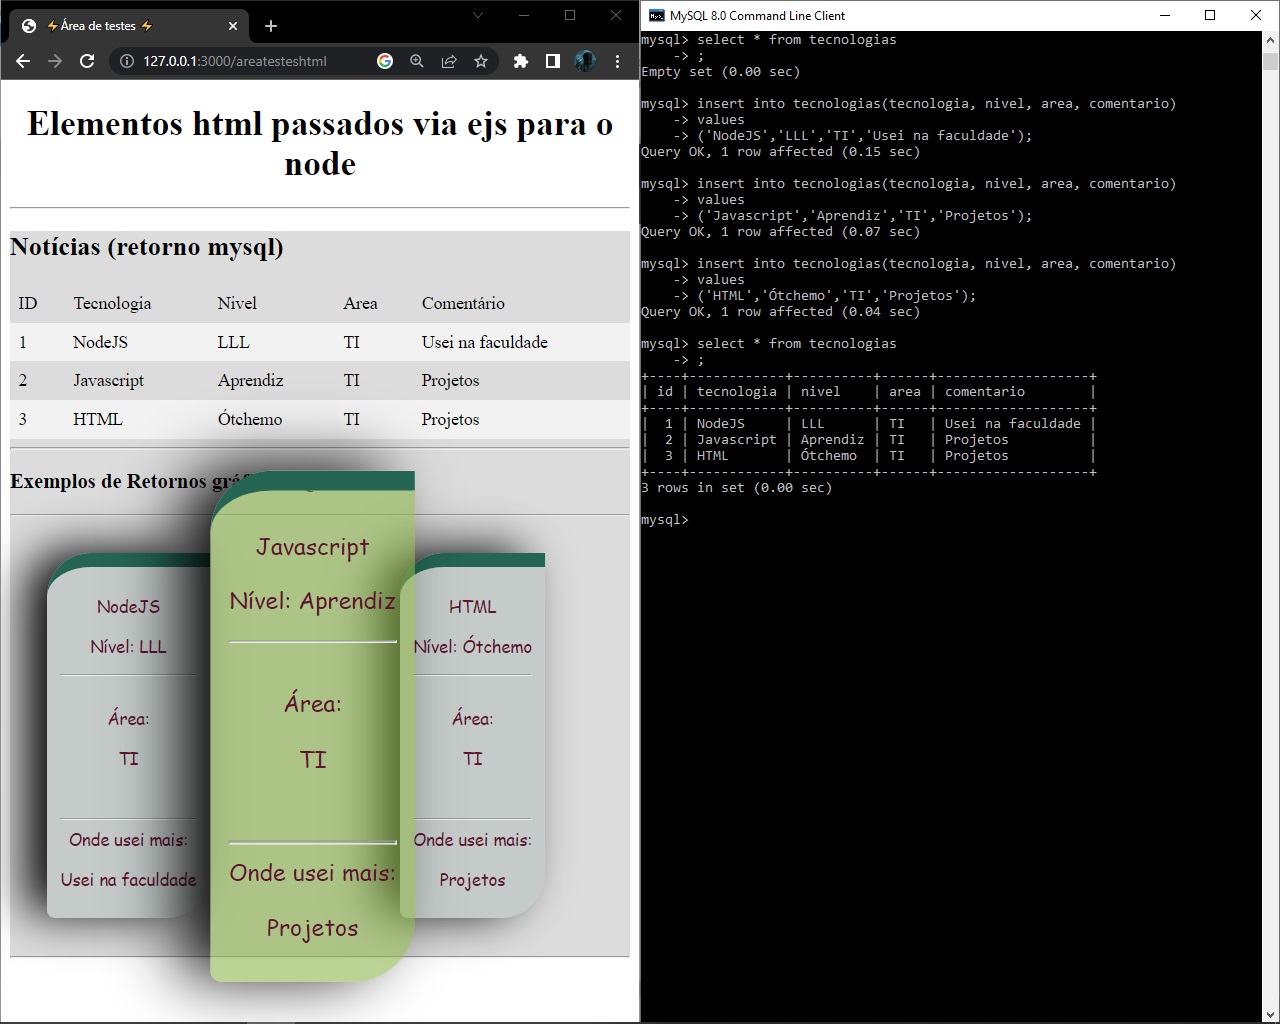 ⚡Área de testes ⚡
127.0.0.1:3000/areatesteshtml
Elementos html passados via ejs para o
node
Notícias (retorno mysql)
ID Tecnologia Nível Area Comentário
1 NodeJS LLL TI Usei na faculdade
2 Javascript Aprendiz TI Projetos
3 HTML Ótchemo TI Projetos
Exemplos de Retornos
NodeJS
Nível: LLL
Área:
TI
Onde usei mais:
Usei na faculdade
Javascript
Nível: Aprendiz
Área:
TI
Onde usei mais:
Projetos
HTML
Nível: Ótchemo
Área:
TI
Onde usei mais:
Projetos
MySQL 8.0 Command Line Client
mysql> select * from tecnologias
    -> ;
Empty set (0.00 sec)
mysql> insert into tecnologias(tecnologia, nivel, area, comentario)
    -> values
    -> ('NodeJS','LLL','TI','Usei na faculdade');
Query OK, 1 row affected (0.15 sec)
mysql> insert into tecnologias(tecnologia, nivel, area, comentario)
    -> values
    -> ('Javascript','Aprendiz','TI','Projetos');
Query OK, 1 row affected (0.07 sec)
mysql> insert into tecnologias(tecnologia, nivel, area, comentario)
    -> values
    -> ('HTML','Ótchemo','TI','Projetos');
Query OK, 1 row affected (0.04 sec)
mysql> select * from tecnologias
    -> ;
+----+------------+----------+------+-------------------+
| id | tecnologia | nivel    | area | comentario        |
+----+------------+----------+------+-------------------+
|  1 | NodeJS     | LLL      | TI   | Usei na faculdade |
|  2 | Javascript | Aprendiz | TI   | Projetos          |
|  3 | HTML       | Ótchemo  | TI   | Projetos          |
+----+------------+----------+------+-------------------+
3 rows in set (0.00 sec)
mysql>